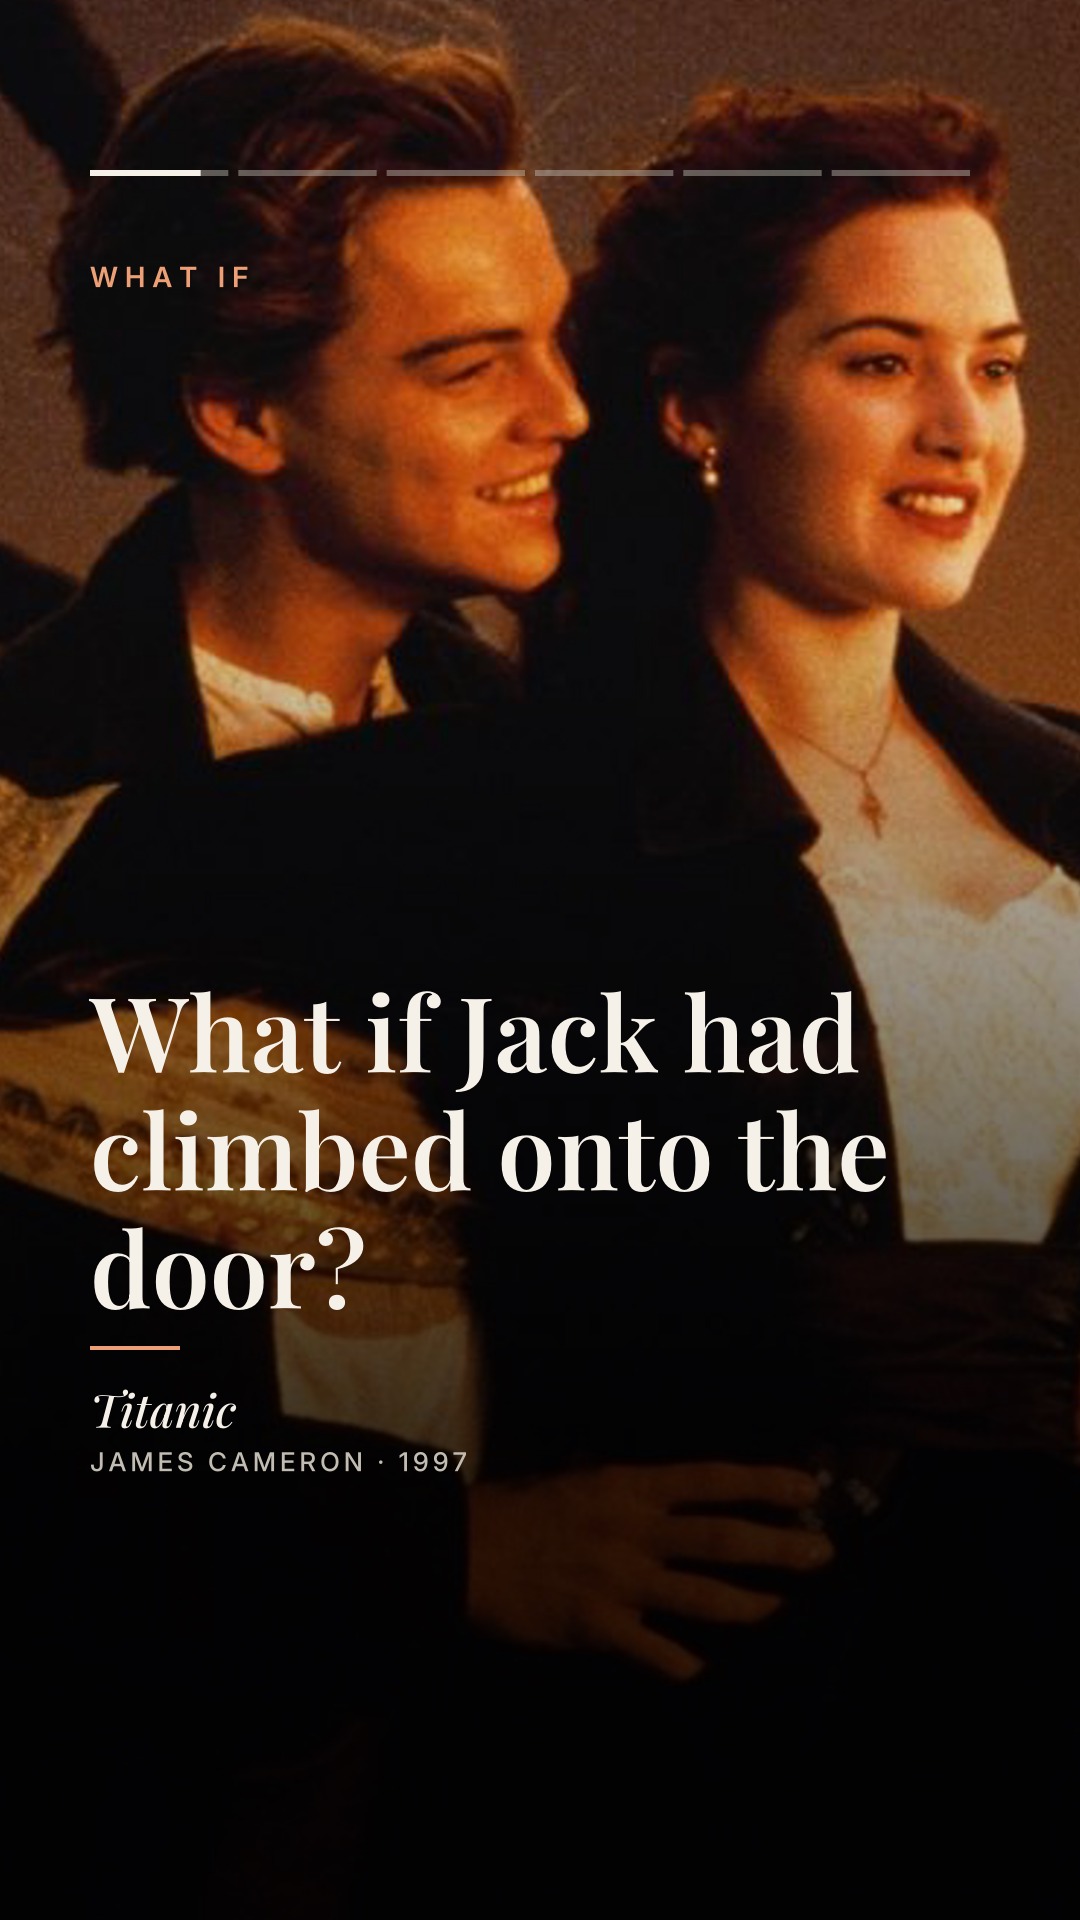 WHAT IF
What if Jack had
climbed onto the
door?
Titanic
JAMES CAMERON · 1997